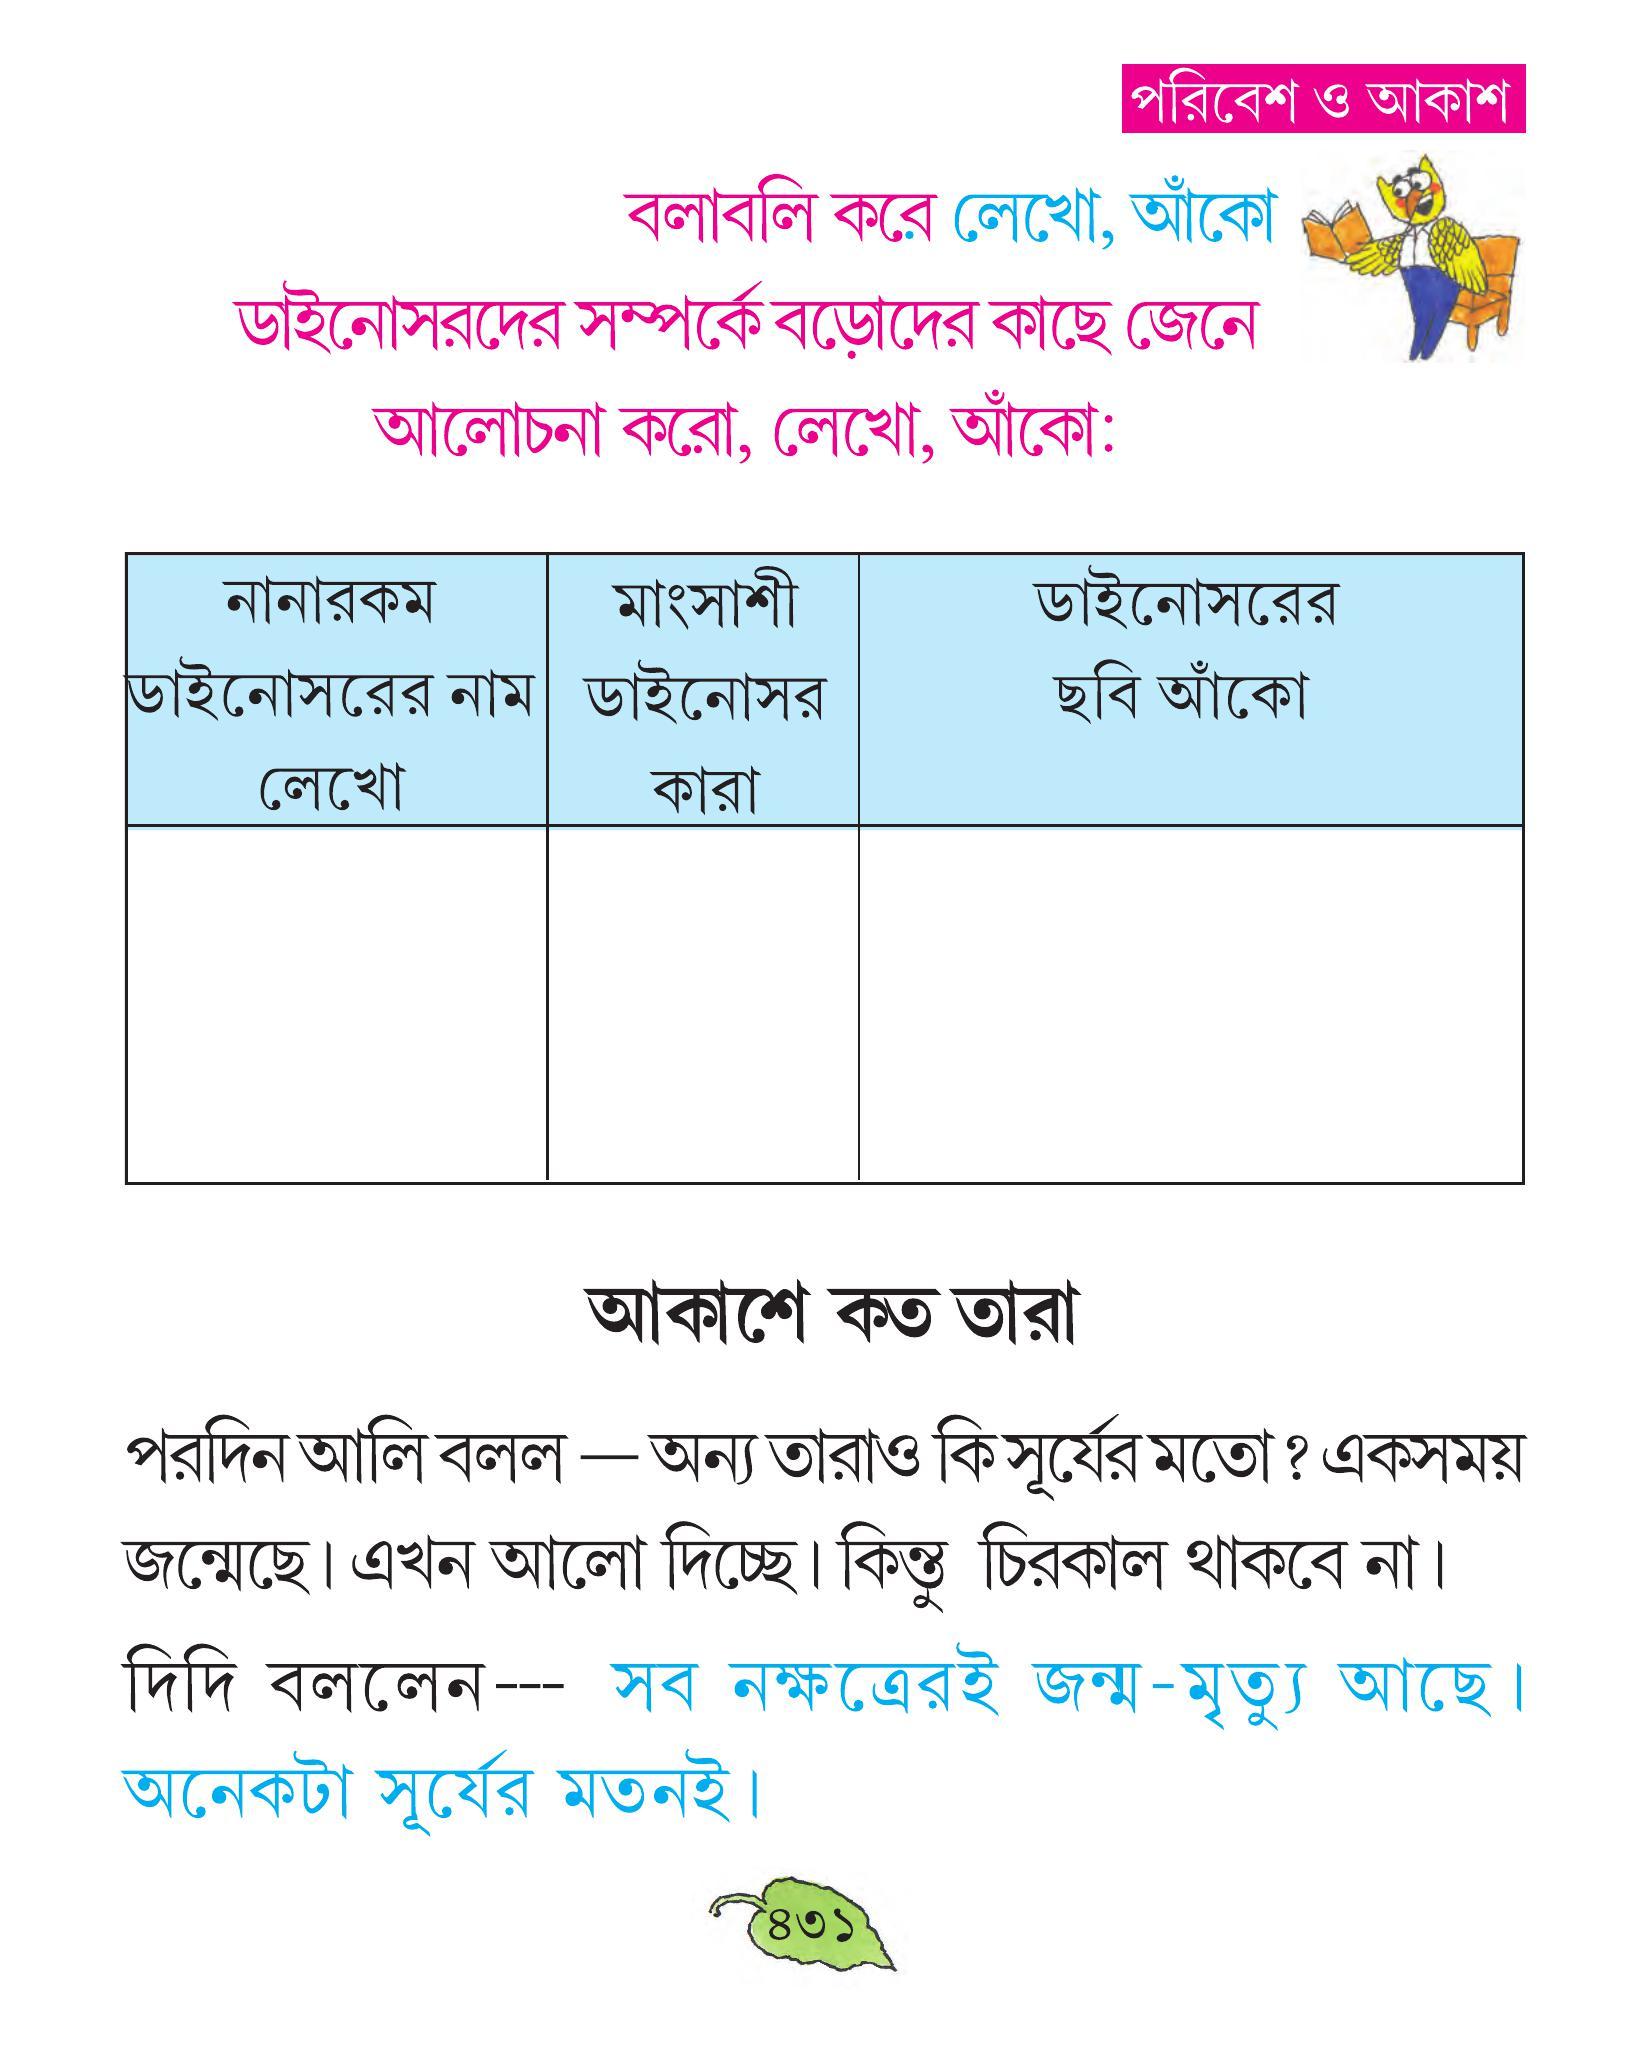 পরিবেশ ও আকাশ
বলাবলি করে লেখো, আঁকো
ডাইনোসরদের সম্পর্কে বড়োদের কাছে জেনে
আলোচনা করো, লেখো, আঁকো:
নানারকম
ডাইনোসরের নাম
লেখো
মাংসাশী
ডাইনোসর
কারা
ডাইনোসরের
ছবি আঁকো
আকাশে কত তারা
পরদিন আলি বলল — অন্য তারাও কি সূর্যের মতো? একসময়
জন্মেছে। এখন আলো দিচ্ছে। কিন্তু চিরকাল থাকবে না।
দিদি বললেন--- সব নক্ষত্রেরই জন্ম-মৃত্যু আছে।
অনেকটা সূর্যের মতনই।
৪৩১